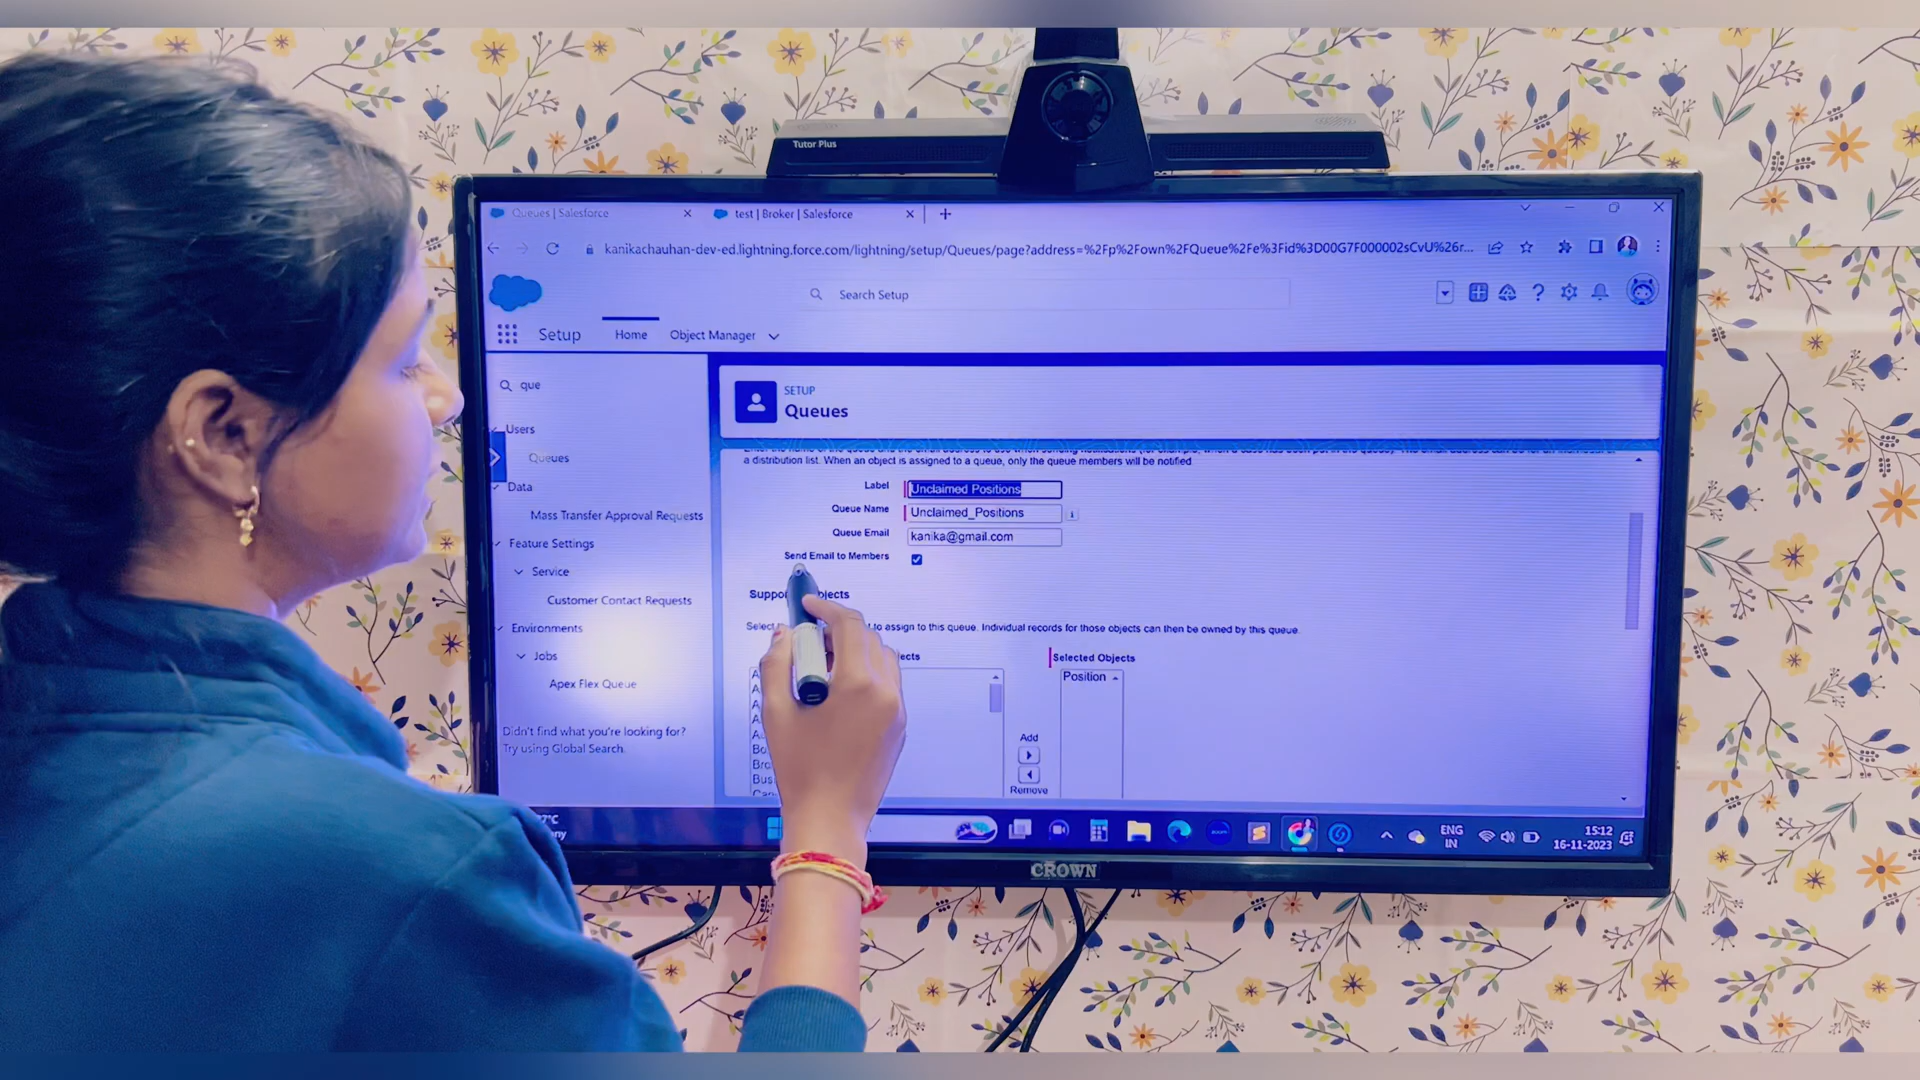 Tutor Plus
Queues | Salesforce
test | Broker | Salesforce
kanikachauhan-dev-ed.lightning.force.com/lightning/setup/Queues/page?address=%2Fp%2Fown%2FQueue%2Fe%3Fid%3D00G7F000002sCvU%26r...
Search Setup
Setup
Home
Object Manager
que
Users
Queues
Data
Mass Transfer Approval Requests
Feature Settings
Service
Customer Contact Requests
Environments
Jobs
Apex Flex Queue
Didn't find what you're looking for?
Try using Global Search.
SETUP
Queues
a distribution list. When an object is assigned to a queue, only the queue members will be notified
Label Unclaimed Positions
Queue Name Unclaimed_Positions
Queue Email kanika@gmail.com
Send Email to Members
to assign to this queue. Individual records for those objects can then be owned by this queue.
Selected Objects
Position
Add
Remove
ENG
IN
15:12
16-11-2023
CROWN